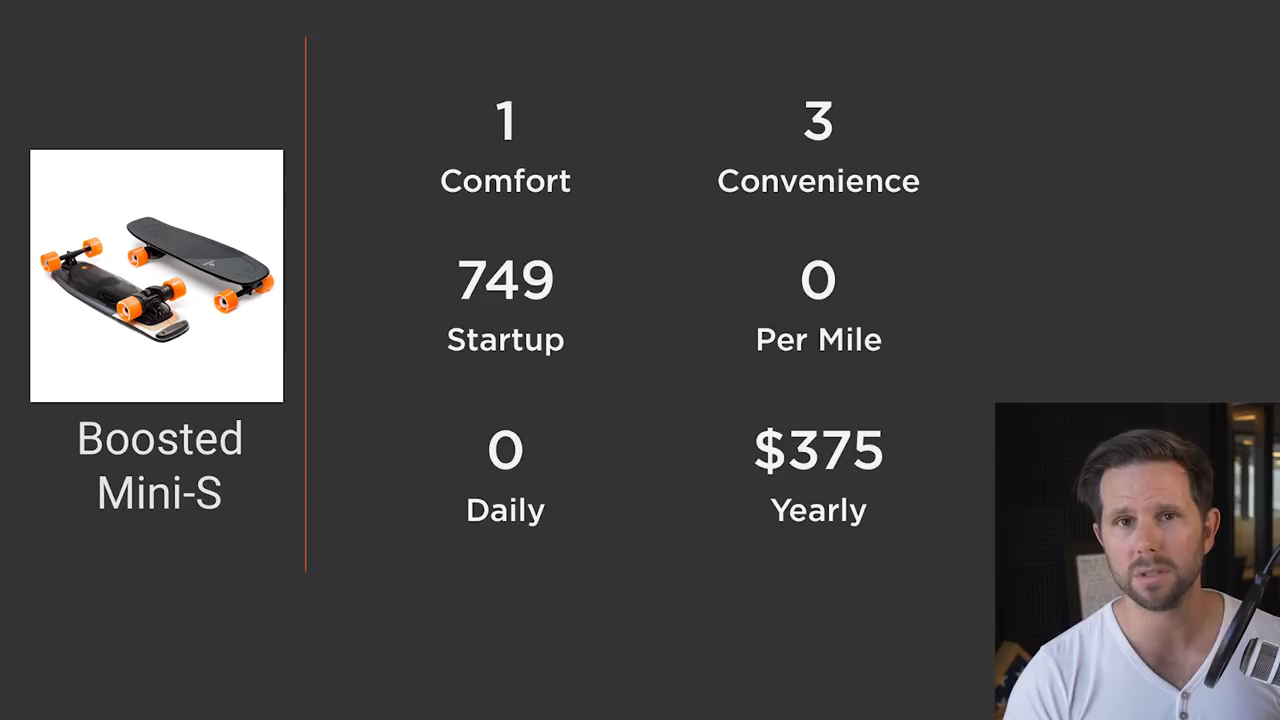 1
Comfort
3
Convenience
749
Startup
0
Per Mile
0
Daily
$375
Yearly
Boosted
Mini-S